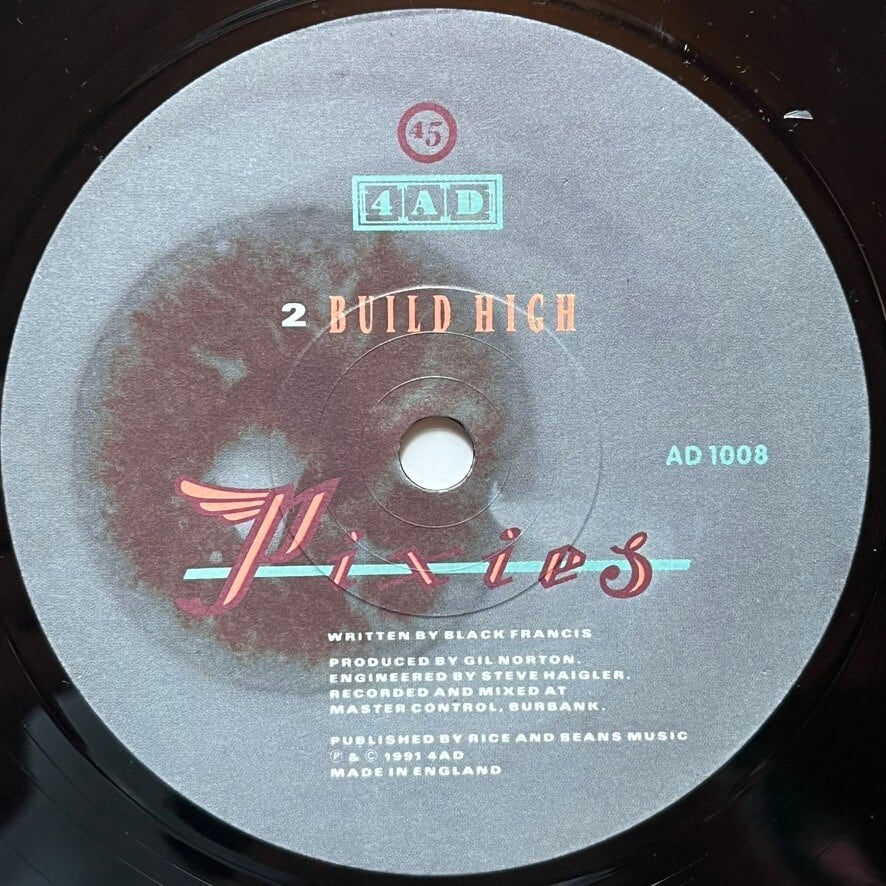 45
4AD
2 BUILD HIGH
AD 1008
Pixies
WRITTEN BY BLACK FRANCIS
PRODUCED BY GIL NORTON.
ENGINEERED BY STEVE HAIGLER.
RECORDED AND MIXED AT
MASTER CONTROL, BURBANK.
PUBLISHED BY RICE AND BEANS MUSIC
℗ & © 1991 4AD
MADE IN ENGLAND